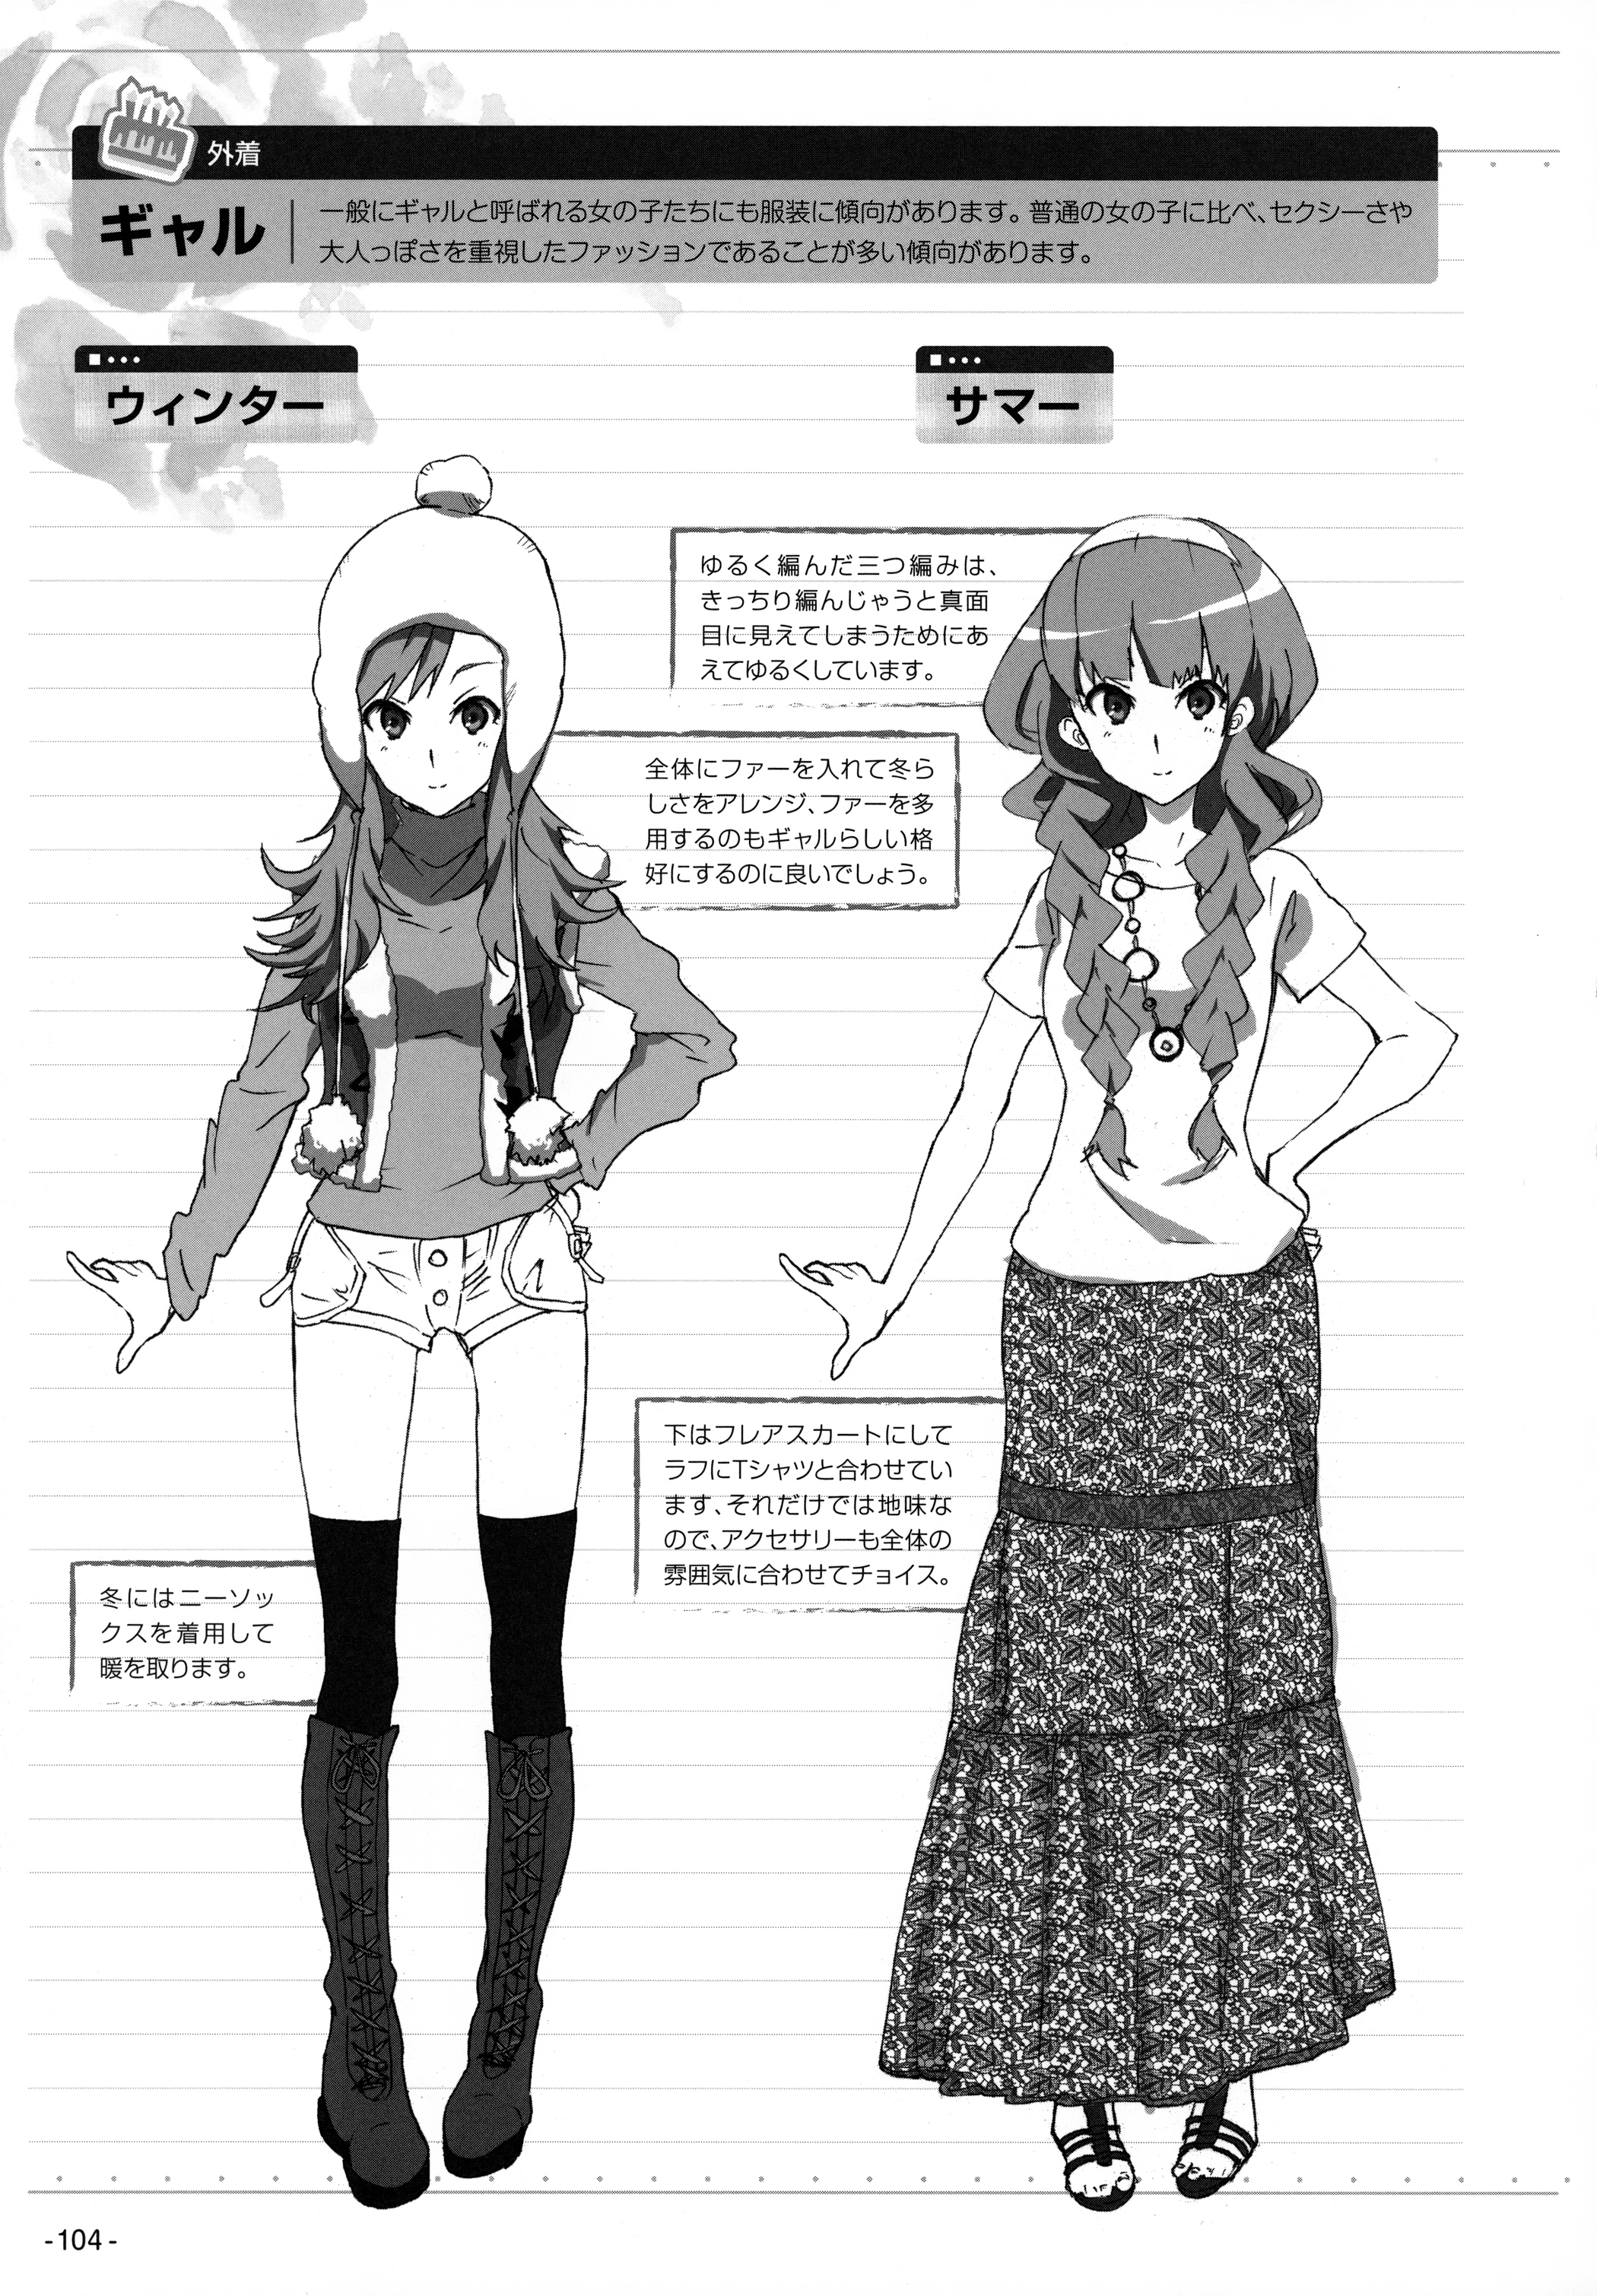 外着
ギャル
一般にギャルと呼ばれる女の子たちにも服装に傾向があります。普通の女の子に比べ、セクシーさや
大人っぽさを重視したファッションであることが多い傾向があります。
ウィンター
サマー
ゆるく編んだ三つ編みは、
きっちり編んじゃうと真面
目に見えてしまうためにあ
えてゆるくしています。
全体にファーを入れて冬ら
しさをアレンジ、ファーを多
用するのもギャルらしい格
好にするのに良いでしょう。
下はフレアスカートにして
ラフにTシャツと合わせてい
ます、それだけでは地味な
ので、アクセサリーも全体の
雰囲気に合わせてチョイス。
冬にはニーソッ
クスを着用して
暖を取ります。
-104-